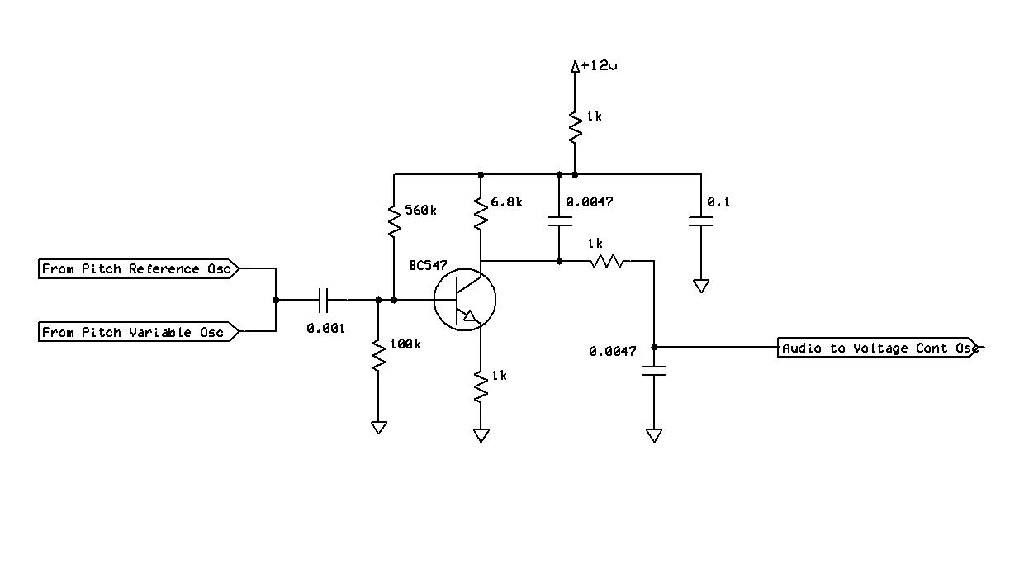 +12v
1k
560k
6.8k
0.0047
0.1
1k
BC547
From Pitch Reference Osc
From Pitch Variable Osc
0.001
100k
0.0047
Audio to Voltage Cont Osc
1k